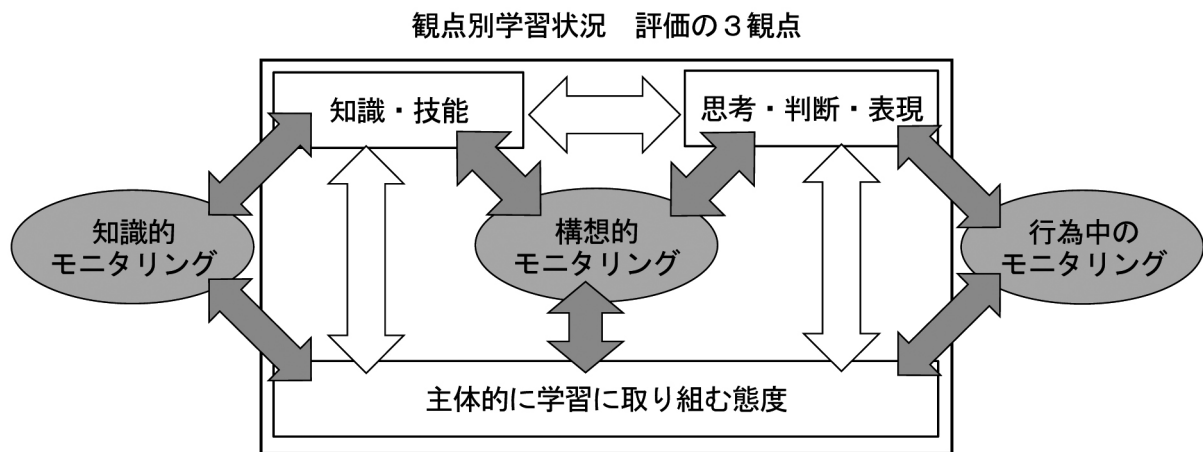 観点別学習状況　評価の３観点
知識・技能
思考・判断・表現
知識的
モニタリング
構想的
モニタリング
行為中の
モニタリング
主体的に学習に取り組む態度